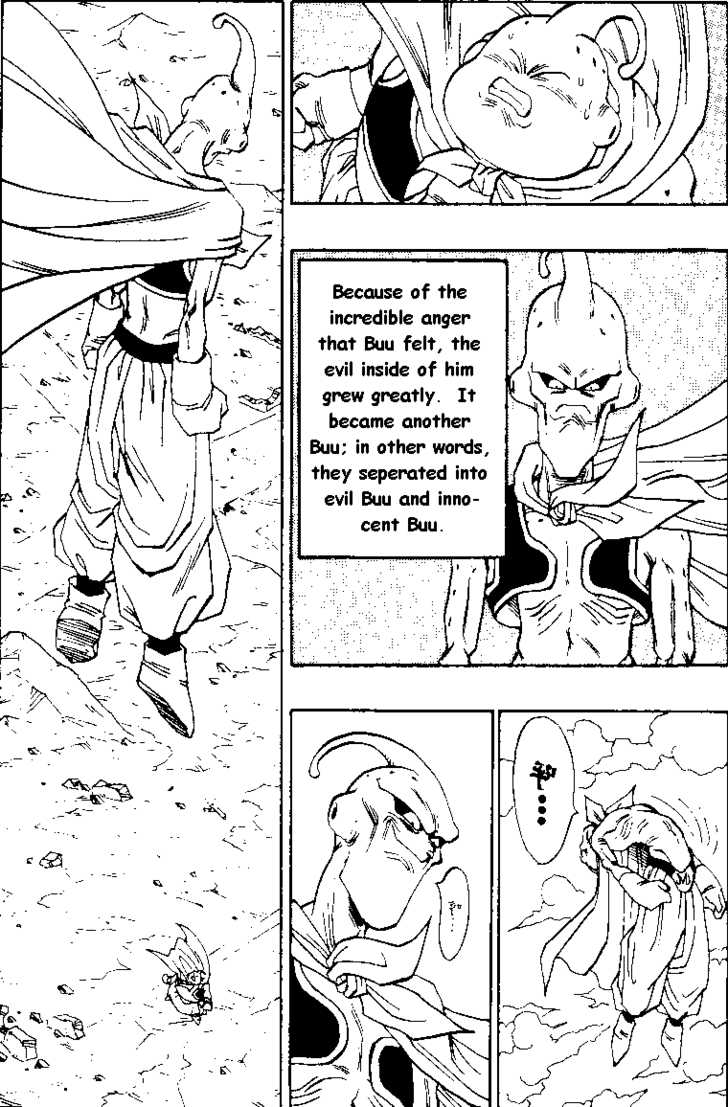 Because of the
incredible anger
that Buu felt, the
evil inside of him
grew greatly. It
became another
Buu; in other words,
they seperated into
evil Buu and inno-
cent Buu.